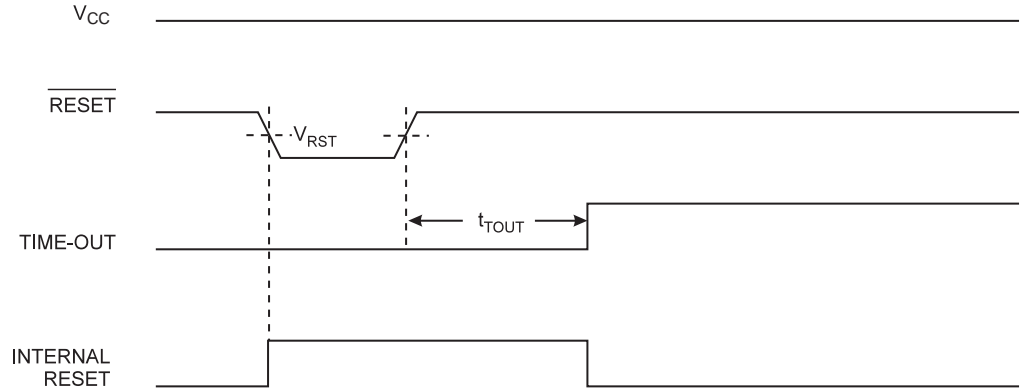 VCC
RESET
VRST
tTOUT
TIME-OUT
INTERNAL
RESET